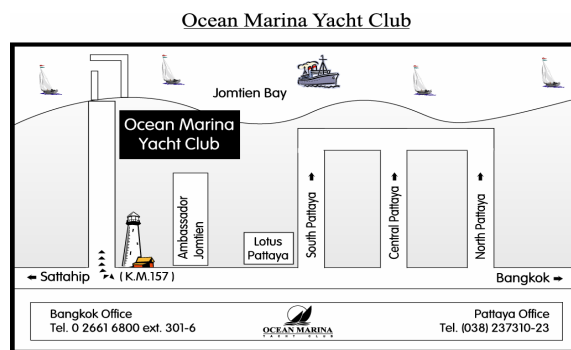 Ocean Marina Yacht Club
Jomtien Bay
Ocean Marina
Yacht Club
Ambassador
Jomtien
Lotus
Pattaya
South Pattaya
Central Pattaya
North Pattaya
Sattahip
( K.M.157 )
Bangkok
Bangkok Office
Tel. 0 2661 6800 ext. 301-6
OCEAN MARINA
YACHT CLUB
Pattaya Office
Tel. (038) 237310-23